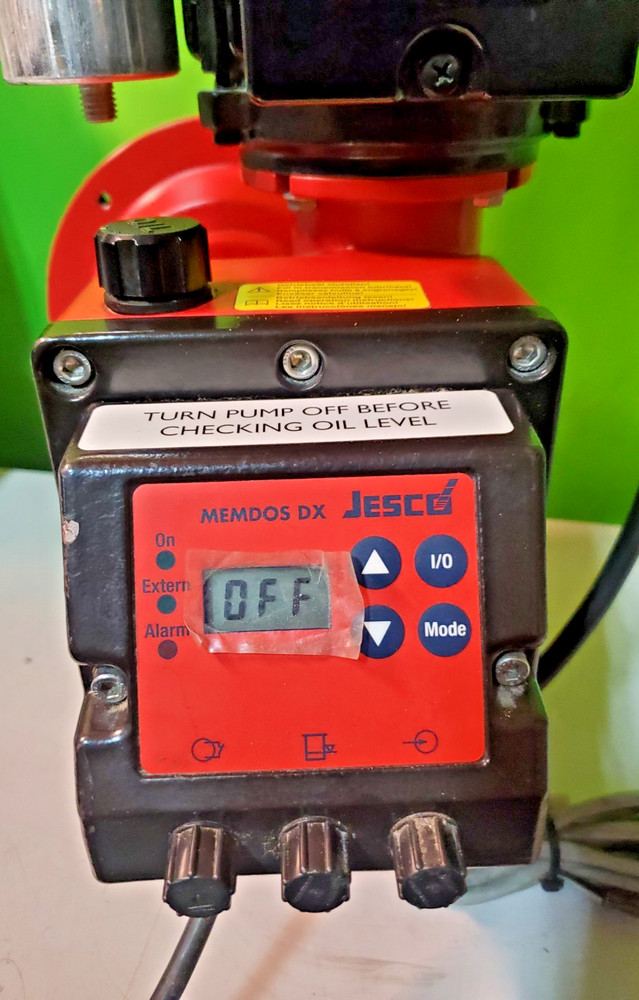 TURN PUMP OFF BEFORE
CHECKING OIL LEVEL
MEMDOS DX JESCO
On
Extern
Alarm
OFF
I/O
Mode